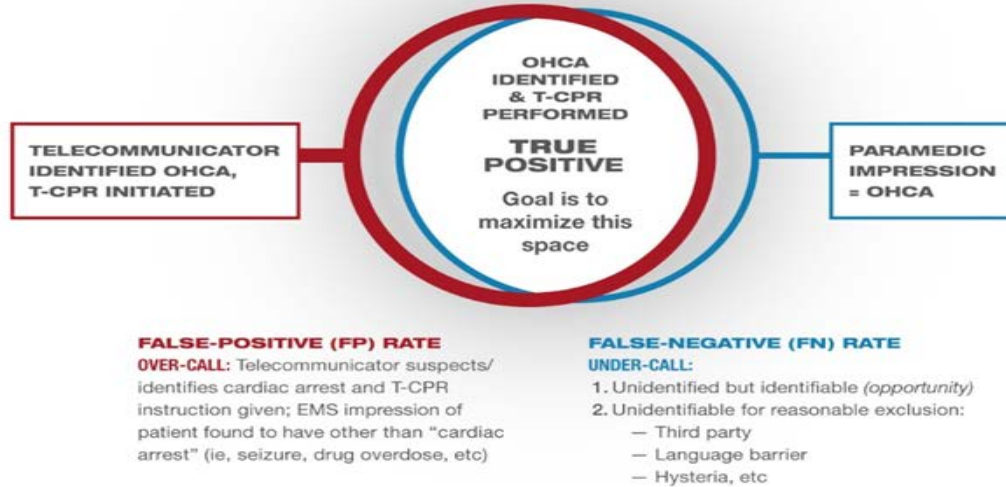 OHCA
IDENTIFIED
& T-CPR
PERFORMED
TRUE
POSITIVE
Goal is to
maximize this
space
TELECOMMUNICATOR
IDENTIFIED OHCA,
T-CPR INITIATED
PARAMEDIC
IMPRESSION
= OHCA
FALSE-POSITIVE (FP) RATE
OVER-CALL: Telecommunicator suspects/
identifies cardiac arrest and T-CPR
instruction given; EMS impression of
patient found to have other than “cardiac
arrest” (ie, seizure, drug overdose, etc)
FALSE-NEGATIVE (FN) RATE
UNDER-CALL:
1. Unidentified but identifiable (opportunity)
2. Unidentifiable for reasonable exclusion:
— Third party
— Language barrier
— Hysteria, etc